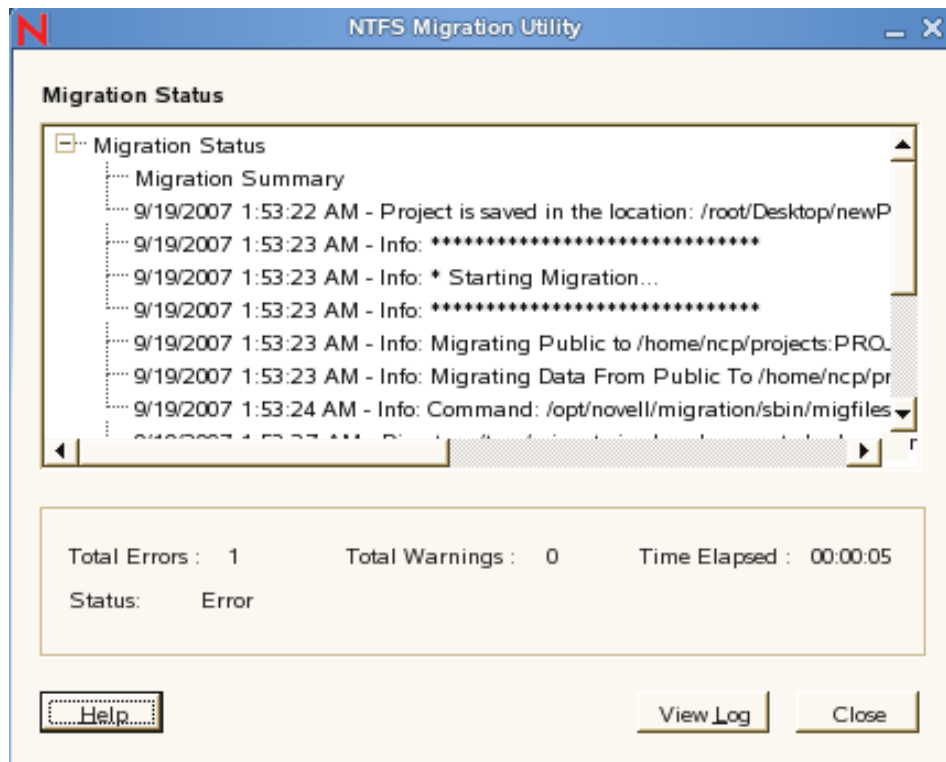 NTFS Migration Utility
Migration Status
Migration Status
Migration Summary
9/19/2007 1:53:22 AM - Project is saved in the location: /root/Desktop/newP
9/19/2007 1:53:23 AM - Info: ******************************
9/19/2007 1:53:23 AM - Info: * Starting Migration...
9/19/2007 1:53:23 AM - Info: ******************************
9/19/2007 1:53:23 AM - Info: Migrating Public to /home/ncp/projects:PROJ
9/19/2007 1:53:23 AM - Info: Migrating Data From Public To /home/ncp/pr
9/19/2007 1:53:24 AM - Info: Command: /opt/novell/migration/sbin/migfiles
Total Errors : 1 Total Warnings : 0 Time Elapsed : 00:00:05
Status: Error
Help View Log Close